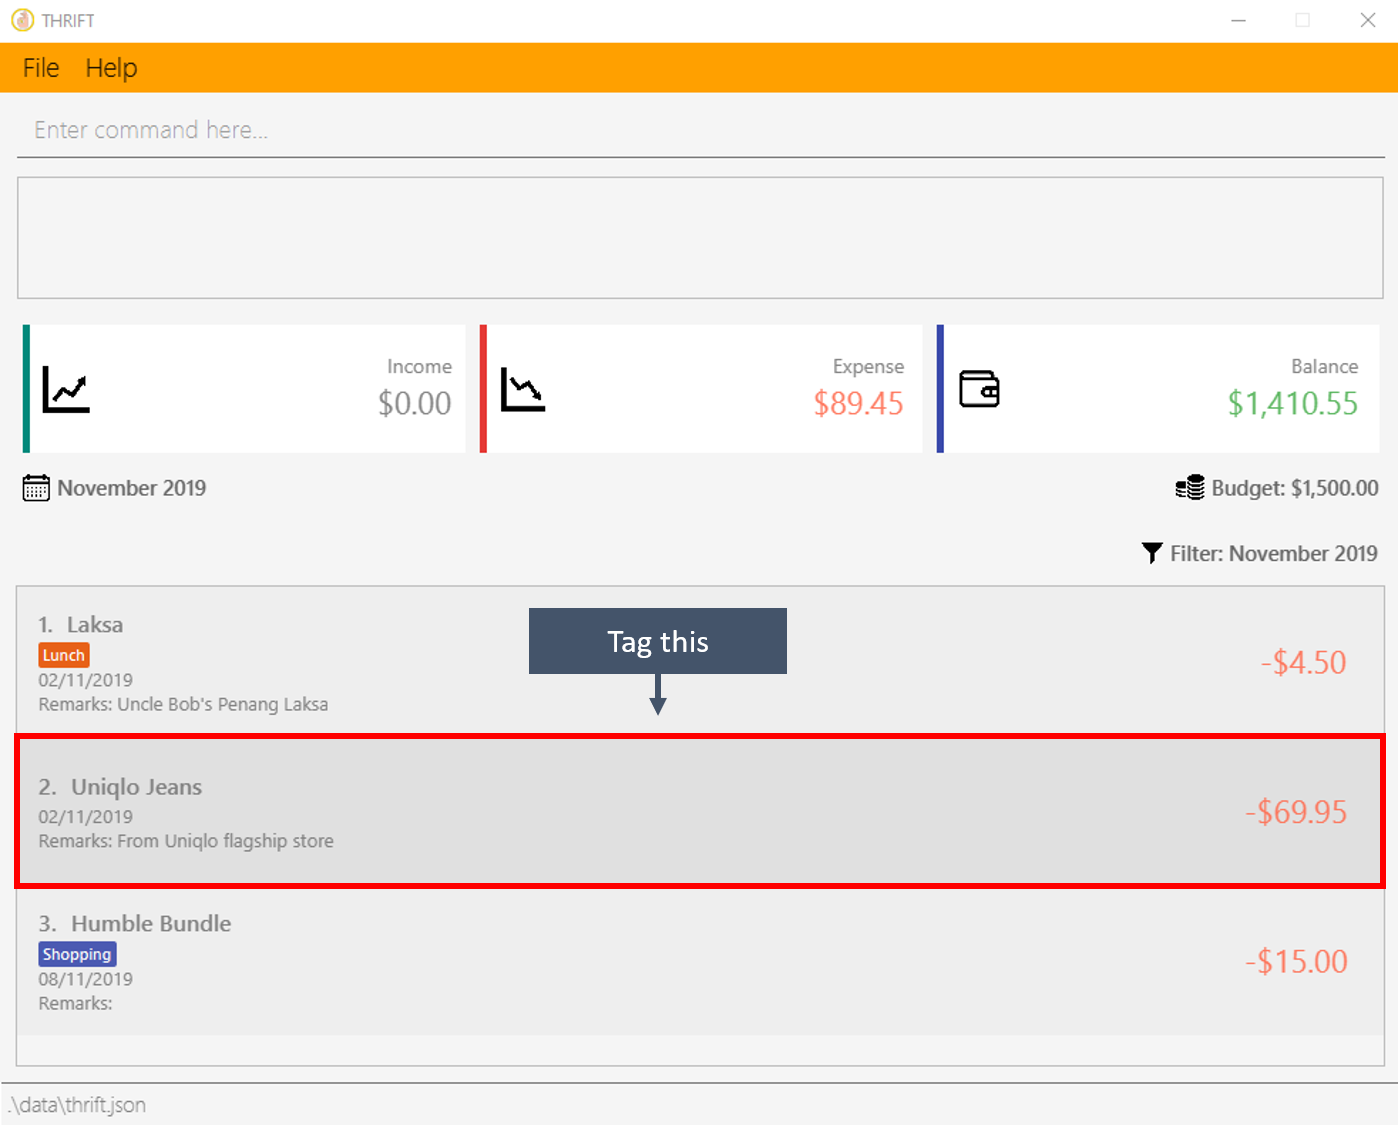 THRIFT
File Help
Enter command here...
Income
$0.00
Expense
$89.45
Balance
$1,410.55
November 2019
Budget: $1,500.00
Filter: November 2019
1. Laksa
Lunch
02/11/2019
Remarks: Uncle Bob's Penang Laksa
-$4.50
Tag this
2. Uniqlo Jeans
02/11/2019
Remarks: From Uniqlo flagship store
-$69.95
3. Humble Bundle
Shopping
08/11/2019
Remarks:
-$15.00
.\data\thrift.json